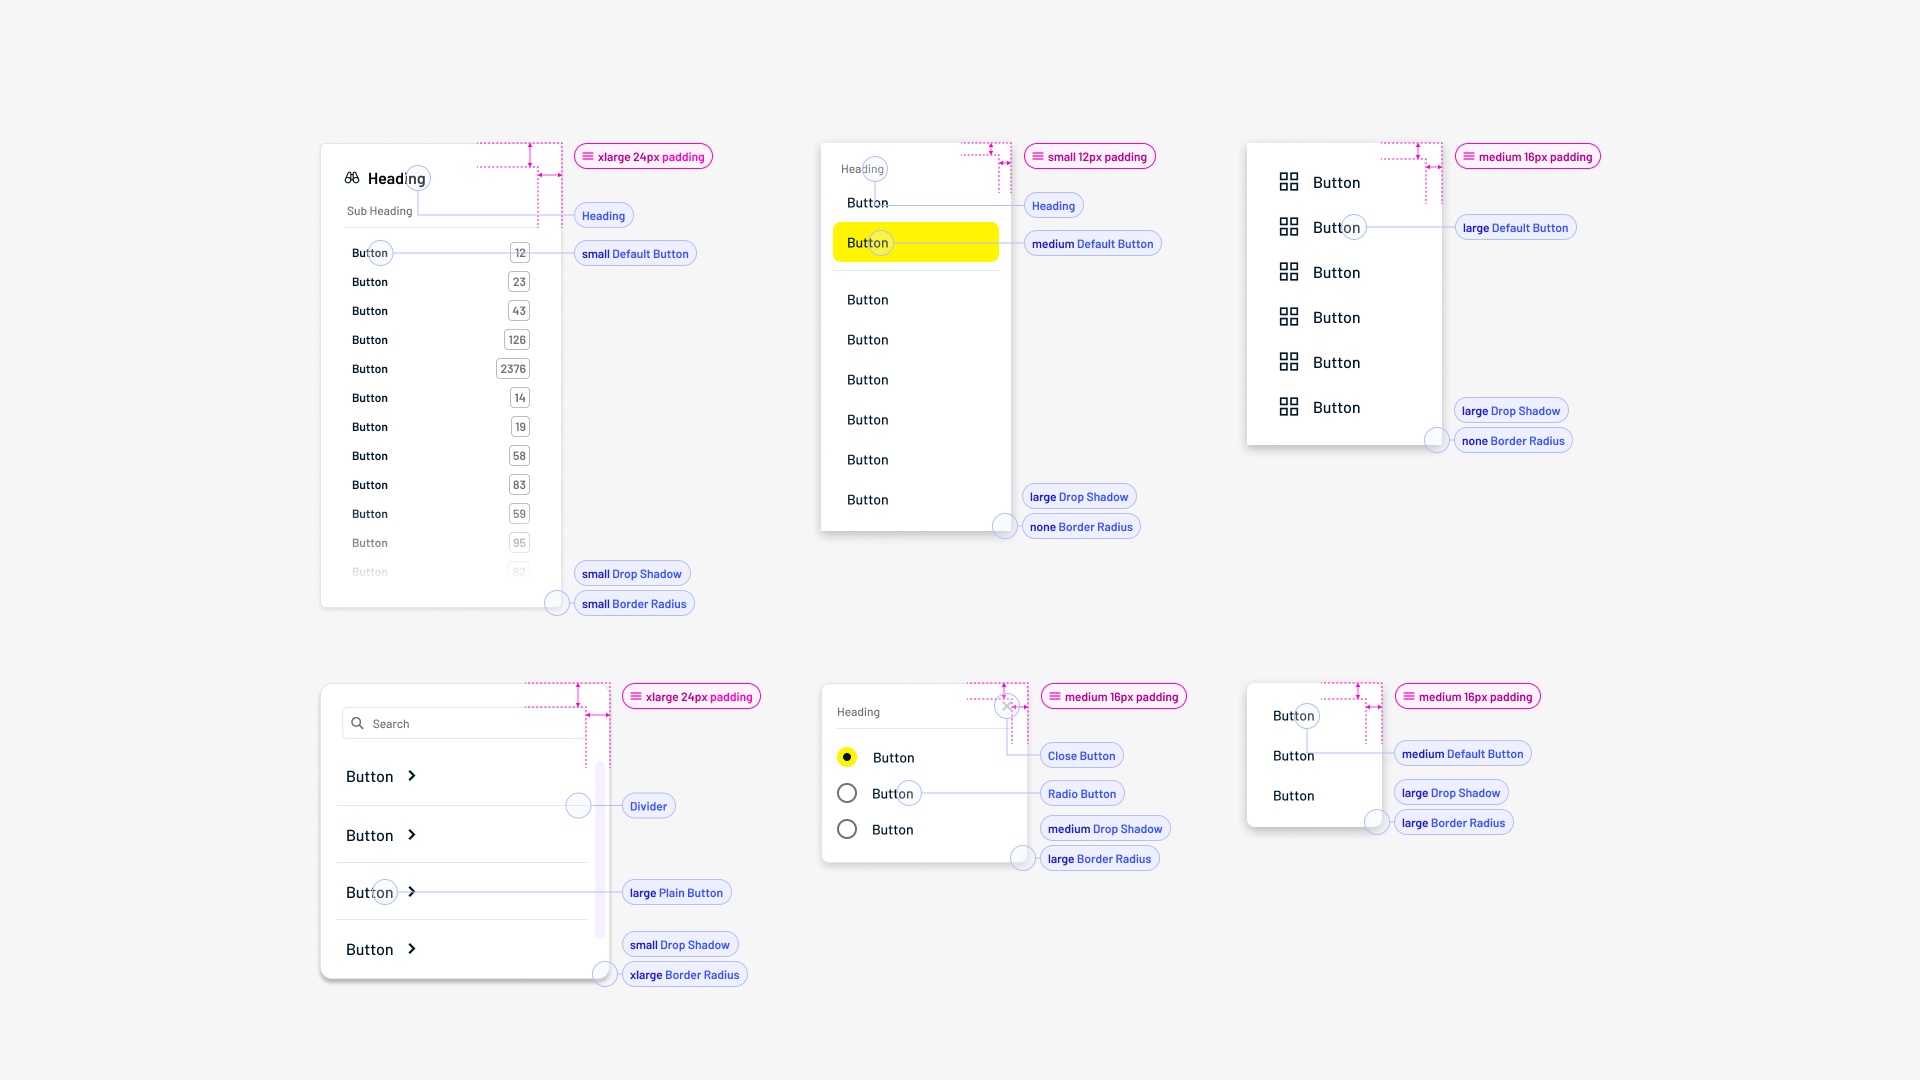 Heading
Sub Heading
Button 12
Button 23
Button 43
Button 126
Button 2376
Button 14
Button 19
Button 58
Button 83
Button 59
Button 95
Button 82
xlarge 24px padding
Heading
small Default Button
small Drop Shadow
small Border Radius
Heading
Button
Button
Button
Button
Button
Button
Button
Button
small 12px padding
Heading
medium Default Button
large Drop Shadow
none Border Radius
Button
Button
Button
Button
Button
Button
medium 16px padding
large Default Button
large Drop Shadow
none Border Radius
Search
Button
Button
Button
Button
xlarge 24px padding
Divider
large Plain Button
small Drop Shadow
xlarge Border Radius
Heading
Button
Button
Button
medium 16px padding
Close Button
Radio Button
medium Drop Shadow
large Border Radius
Button
Button
Button
medium 16px padding
medium Default Button
large Drop Shadow
large Border Radius